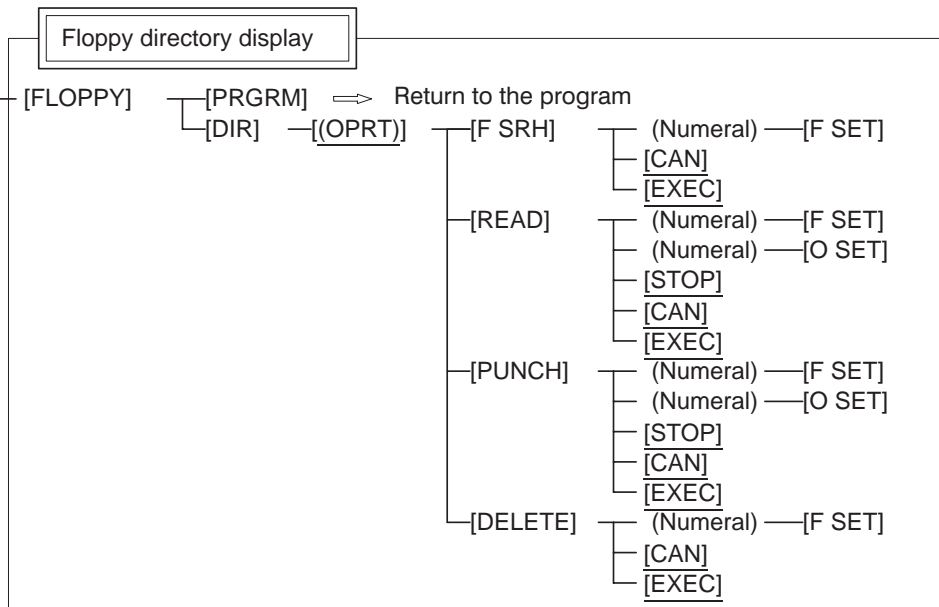 Floppy directory display
[FLOPPY] [PRGRM] Return to the program
[DIR] [(OPRT)] [F SRH] (Numeral) [F SET]
[CAN]
[EXEC]
[READ] (Numeral) [F SET]
(Numeral) [O SET]
[STOP]
[CAN]
[EXEC]
[PUNCH] (Numeral) [F SET]
(Numeral) [O SET]
[STOP]
[CAN]
[EXEC]
[DELETE] (Numeral) [F SET]
[CAN]
[EXEC]